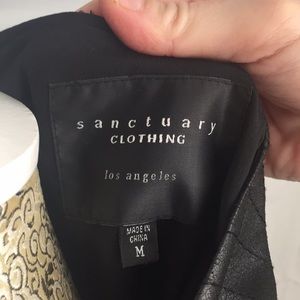 sanctuary
CLOTHING
los angeles
MADE IN
CHINA
M